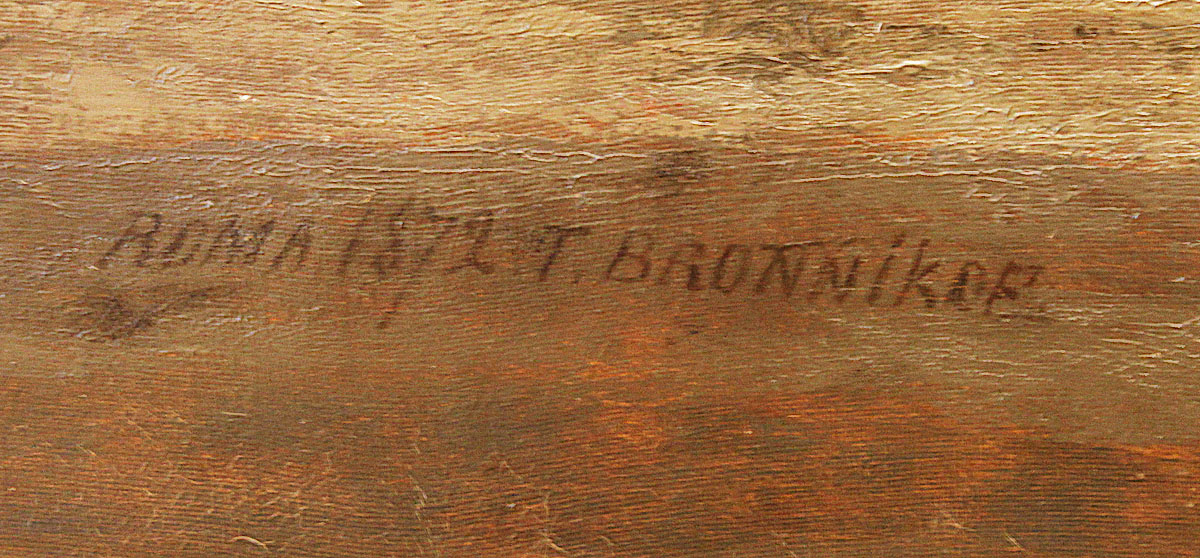 ROMA 1872 T. BRONNIKOF